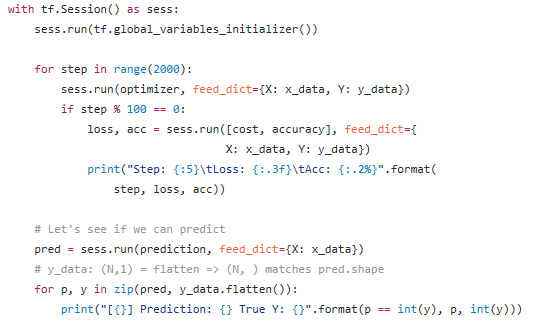 with tf.Session() as sess:
    sess.run(tf.global_variables_initializer())

    for step in range(2000):
        sess.run(optimizer, feed_dict={X: x_data, Y: y_data})
        if step % 100 == 0:
            loss, acc = sess.run([cost, accuracy], feed_dict={
                                 X: x_data, Y: y_data})
            print("Step: {:5}\tLoss: {:.3f}\tAcc: {:.2%}".format(
                step, loss, acc))

    # Let's see if we can predict
    pred = sess.run(prediction, feed_dict={X: x_data})
    # y_data: (N,1) = flatten => (N, ) matches pred.shape
    for p, y in zip(pred, y_data.flatten()):
        print("[{}] Prediction: {} True Y: {}".format(p == int(y), p, int(y)))